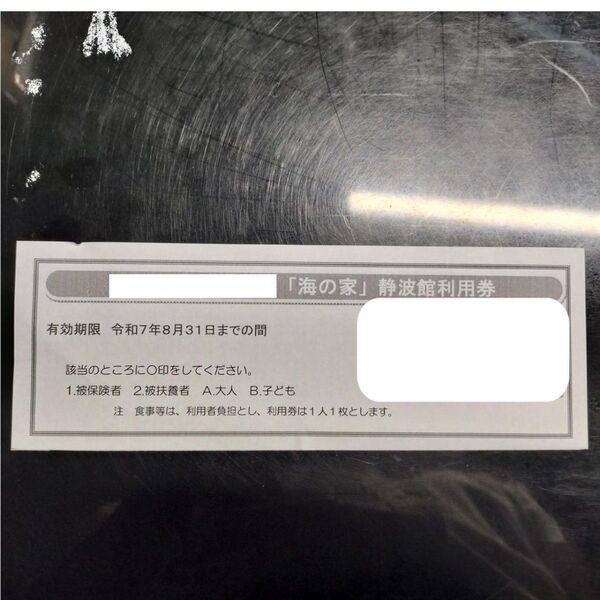 「海の家」静波館利用券
有効期限 令和7年8月31日までの間
該当のところに○印をしてください。
1.被保険者 2.被扶養者 A.大人 B.子ども
注 食事等は、利用者負担とし、利用券は1人1枚とします。